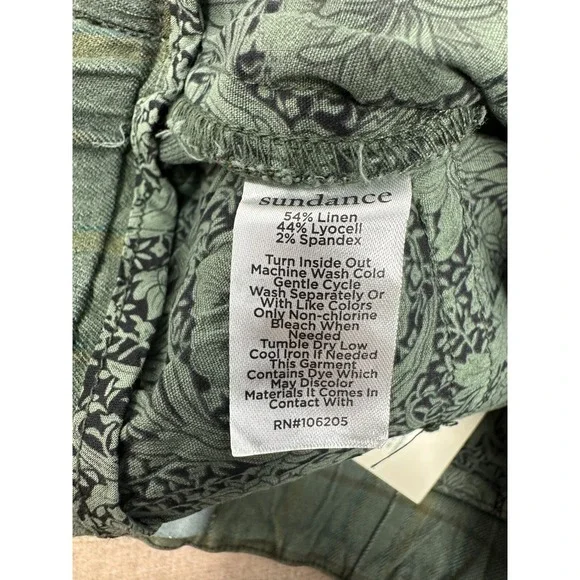 sundance
54% Linen
44% Lyocell
2% Spandex
Turn Inside Out
Machine Wash Cold
Gentle Cycle
Wash Separately Or
With Like Colors
Only Non-chlorine
Bleach When
Needed
Tumble Dry Low
Cool Iron If Needed
This Garment
Contains Dye Which
May Discolor
Materials It Comes In
Contact With
RN#106205